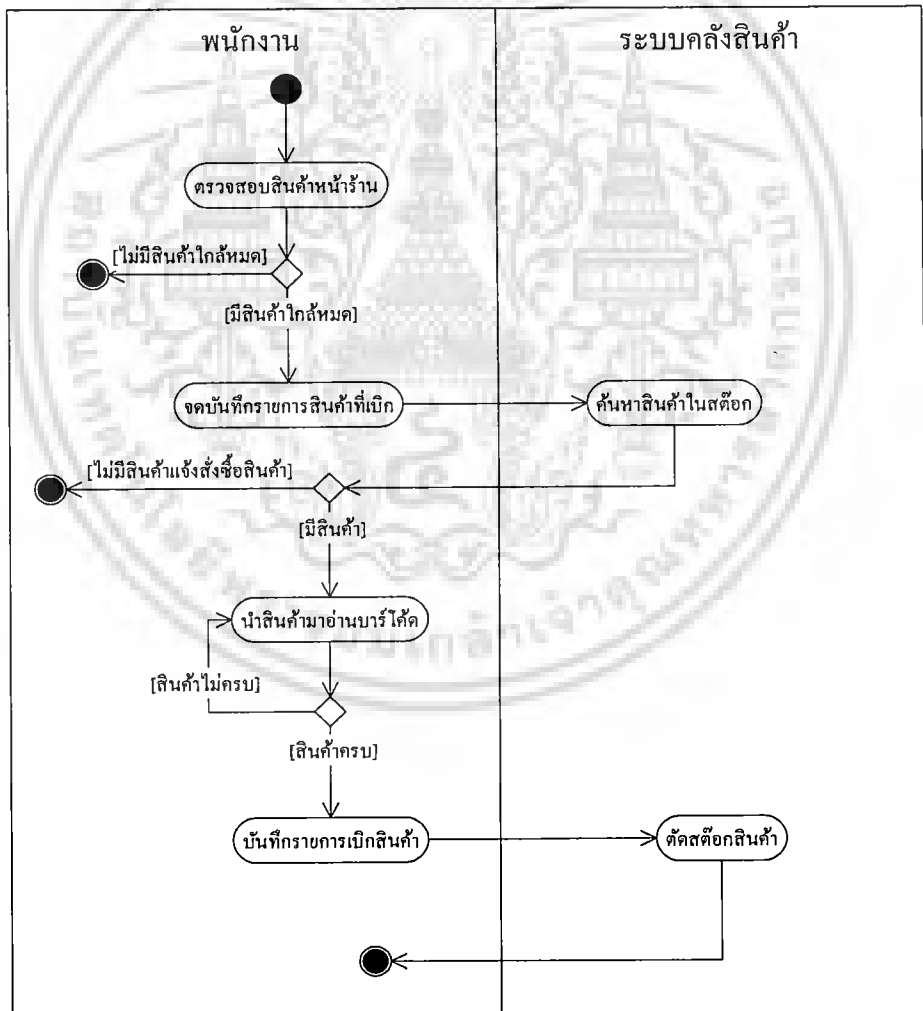 พนักงาน
ระบบคลังสินค้า
ตรวจสอบสินค้าหน้าร้าน
[ไม่มีสินค้าใกล้หมด]
[มีสินค้าใกล้หมด]
จดบันทึกรายการสินค้าที่เบิก
ค้นหาสินค้าในสต๊อก
[ไม่มีสินค้าแจ้งสั่งซื้อสินค้า]
[มีสินค้า]
นำสินค้ามาอ่านบาร์โค้ด
[สินค้าไม่ครบ]
[สินค้าครบ]
บันทึกรายการเบิกสินค้า
ตัดสต๊อกสินค้า